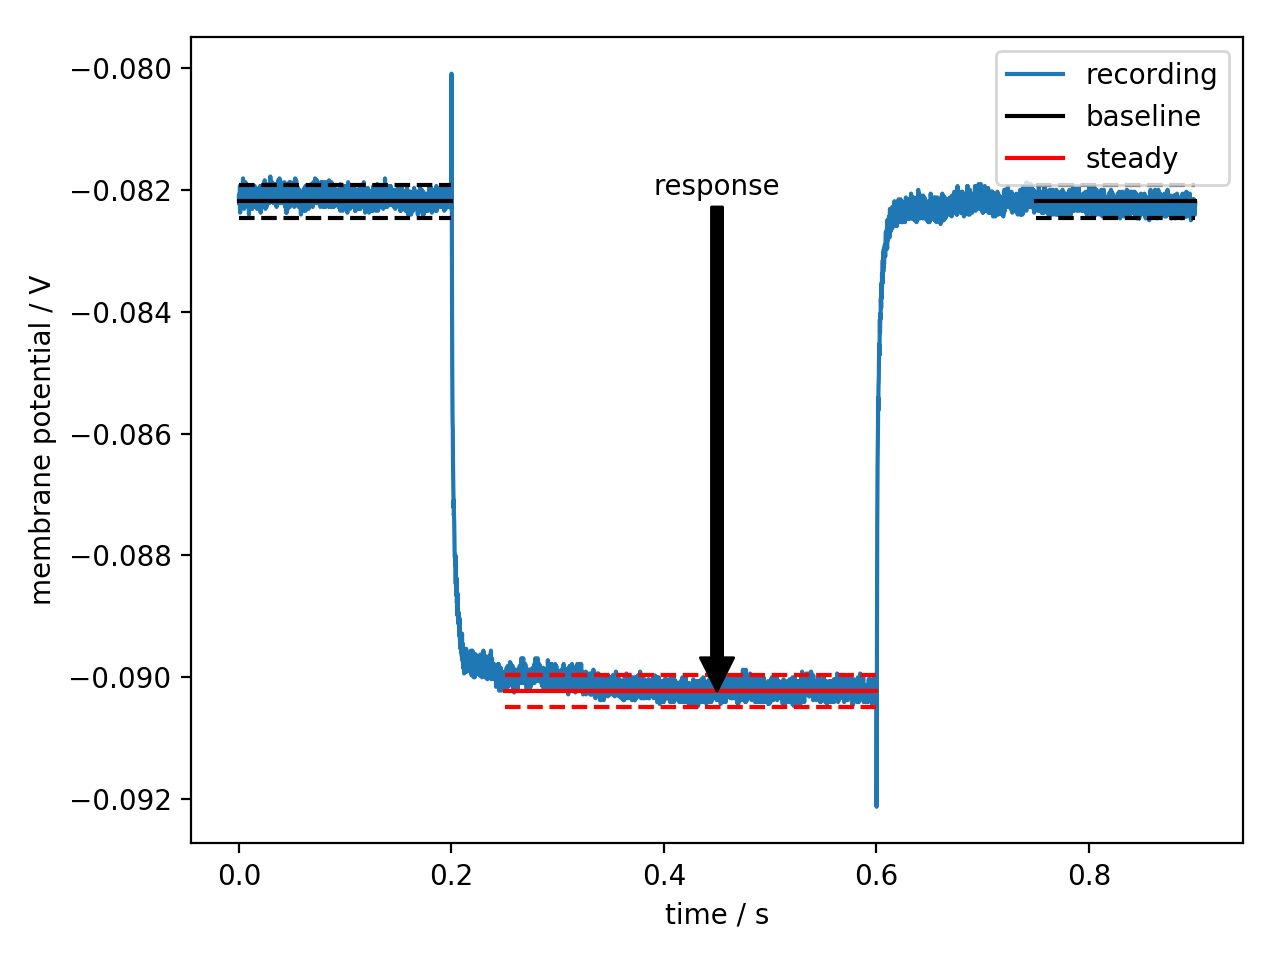 −0.080
−0.082
−0.084
−0.086
−0.088
−0.090
−0.092
membrane potential / V
0.0
0.2
0.4
0.6
0.8
time / s
response
recording
baseline
steady